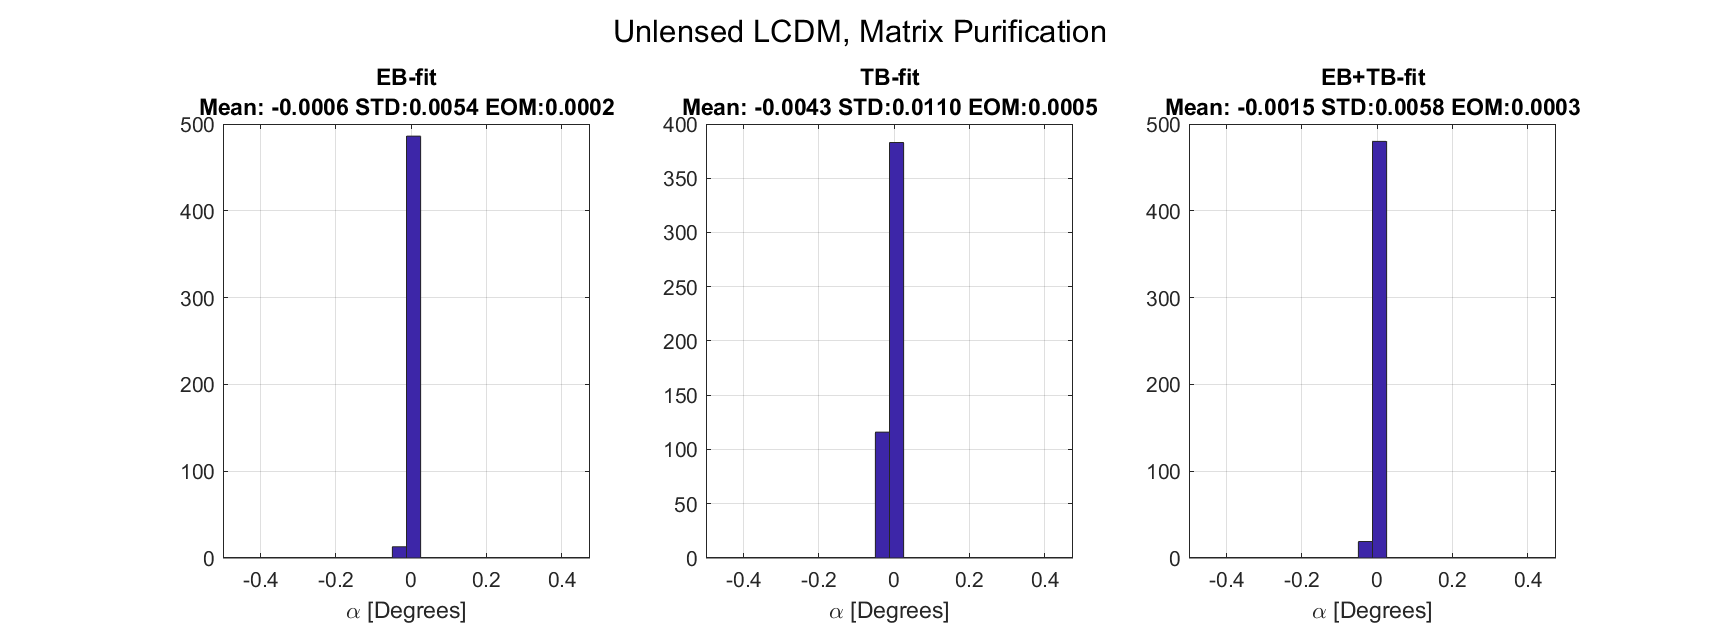 Unlensed LCDM, Matrix Purification
EB-fit
Mean: -0.0006 STD:0.0054 EOM:0.0002
500
400
300
200
100
0
-0.4 -0.2 0 0.2 0.4
α [Degrees]
TB-fit
Mean: -0.0043 STD:0.0110 EOM:0.0005
400
350
300
250
200
150
100
50
0
-0.4 -0.2 0 0.2 0.4
α [Degrees]
EB+TB-fit
Mean: -0.0015 STD:0.0058 EOM:0.0003
500
400
300
200
100
0
-0.4 -0.2 0 0.2 0.4
α [Degrees]